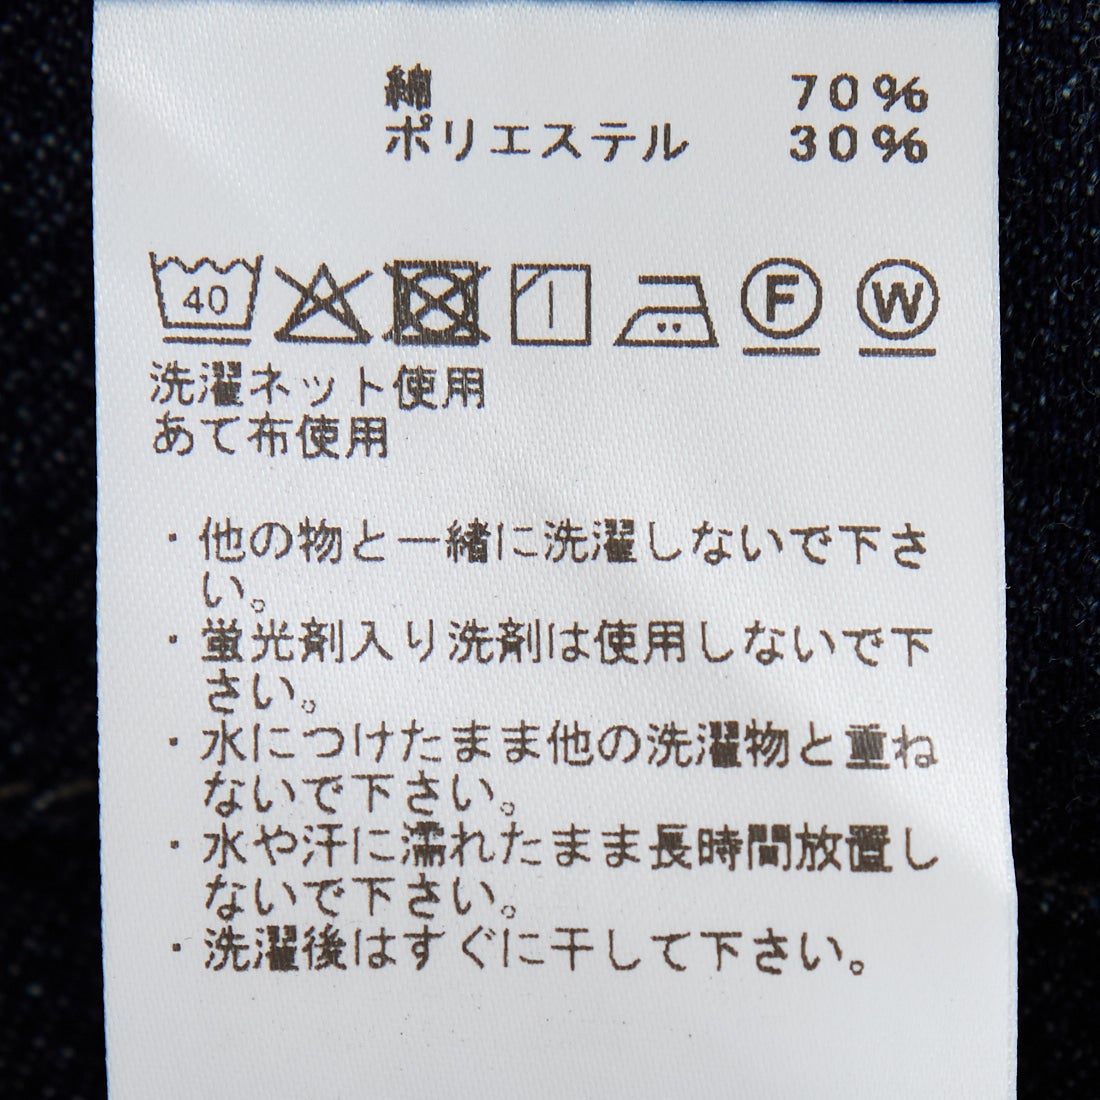 綿 70%
ポリエステル 30%
40 F W
洗濯ネット使用
あて布使用
・他の物と一緒に洗濯しないで下さ
い。
・蛍光剤入り洗剤は使用しないで下
さい。
・水につけたまま他の洗濯物と重ね
ないで下さい。
・水や汗に濡れたまま長時間放置し
ないで下さい。
・洗濯後はすぐに干して下さい。